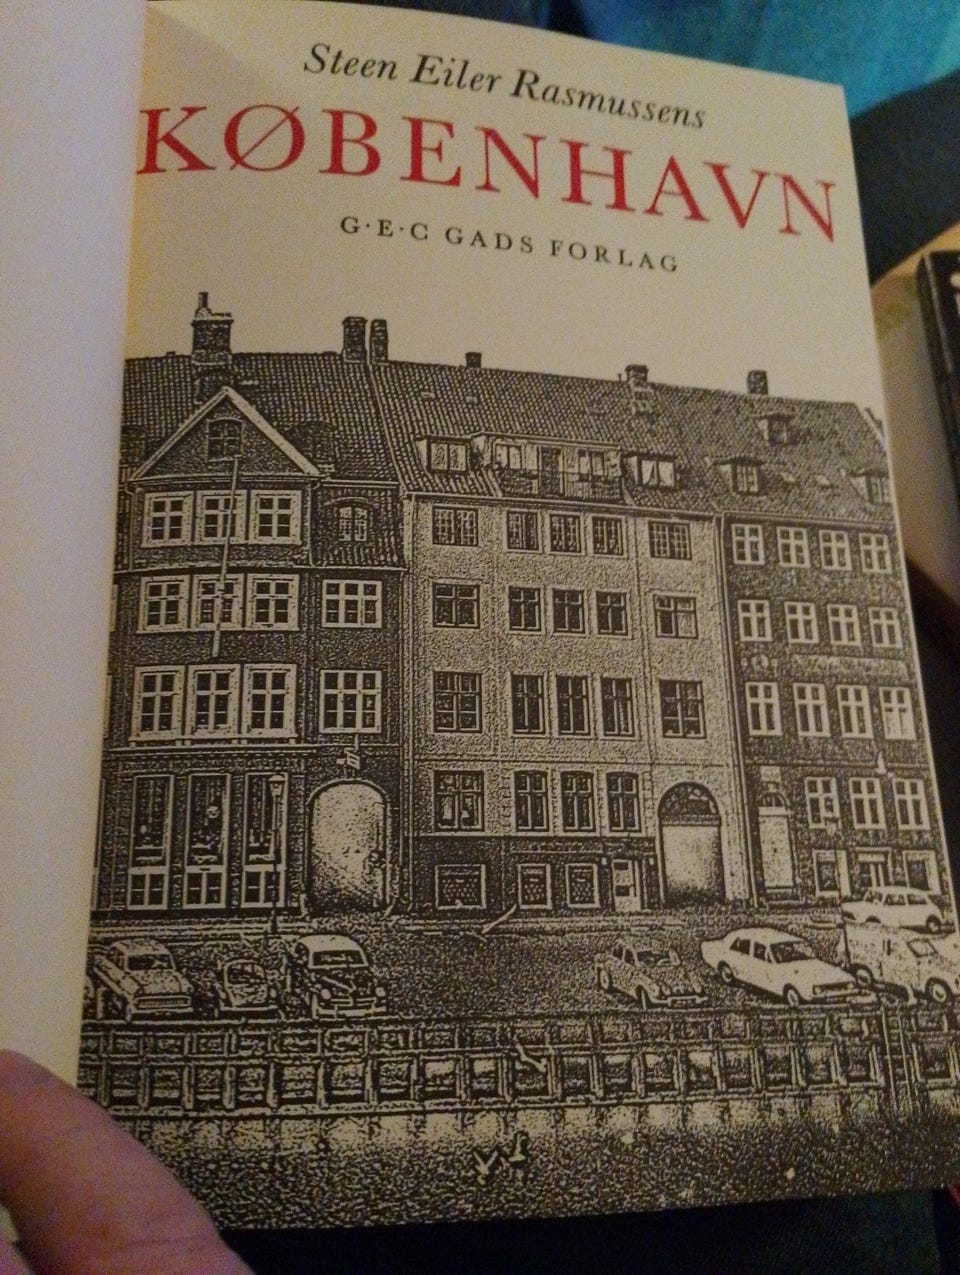 Steen Eiler Rasmussens
KØBENHAVN
G·E·C GADS FORLAG